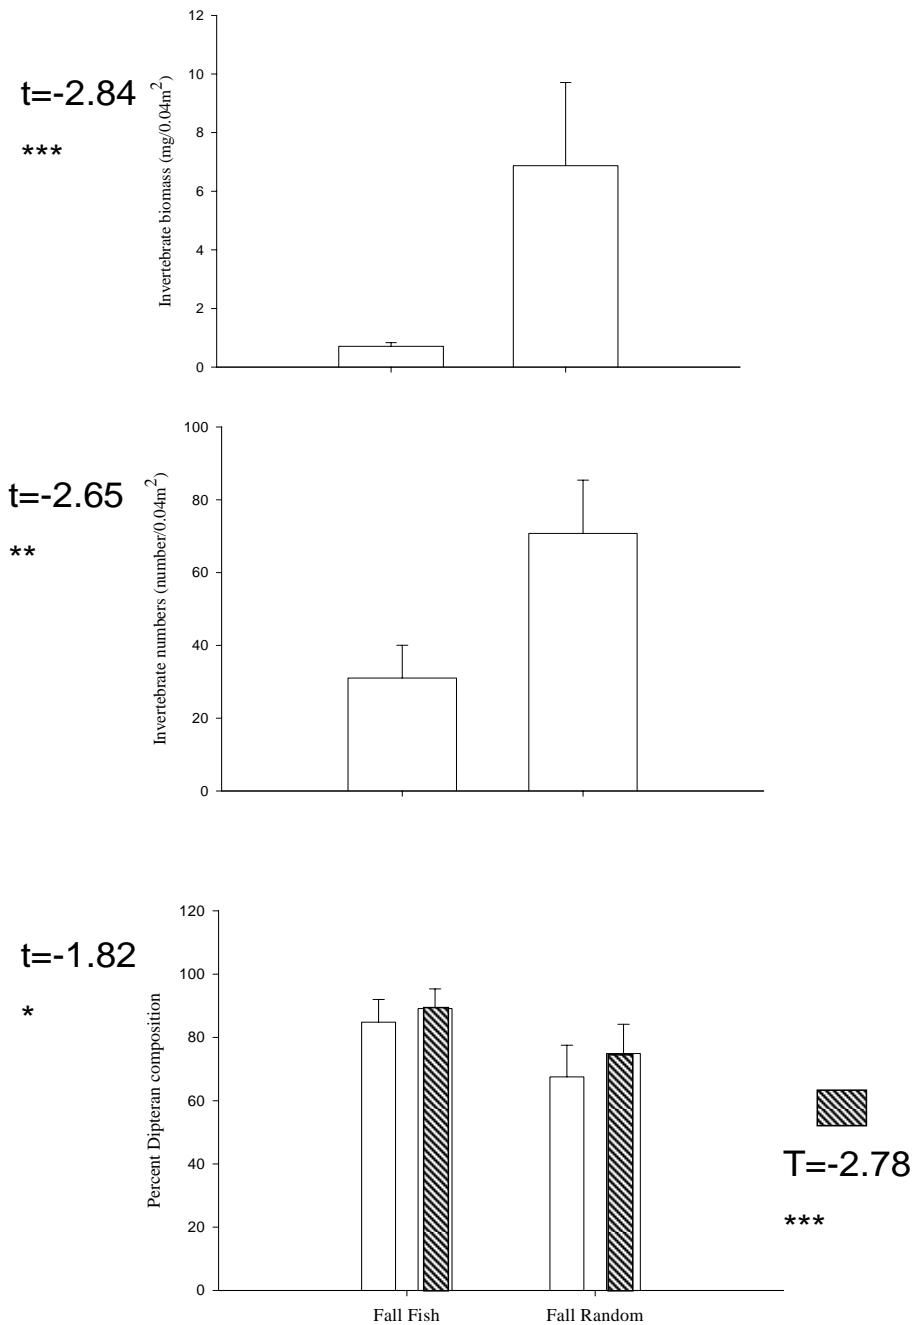 t=-2.84
***
Invertebrate biomass (mg/0.04m²)
12
10
8
6
4
2
0
t=-2.65
**
Invertebrate numbers (number/0.04m²)
100
80
60
40
20
0
t=-1.82
*
Percent Dipteran composition
120
100
80
60
40
20
0
Fall Fish
Fall Random
T=-2.78
***